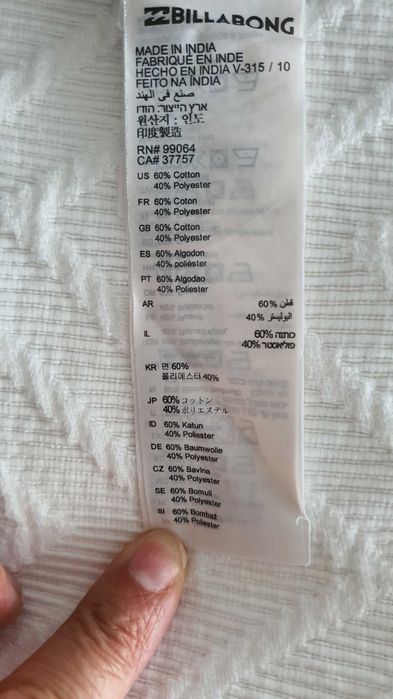 BILLABONG
MADE IN INDIA
FABRIQUÉ EN INDE
HECHO EN INDIA V-315 / 10
FEITO NA ÍNDIA
صنع في الهند
ארץ הייצור: הודו
원산지 : 인도
印度製造
RN# 99064
CA# 37757
US 60% Cotton
40% Polyester
FR 60% Coton
40% Polyester
GB 60% Cotton
40% Polyester
ES 60% Algodon
40% poliéster
PT 60% Algodao
40% Poliester
AR 60% قطن
40% البوليستر
IL 60% כותנה
40% פוליאסטר
KR 면 60%
폴리에스터 40%
JP 60% コットン
40% ポリエステル
ID 60% Katun
40% Poliester
DE 60% Baumwolle
40% Polyester
CZ 60% Bavlna
40% Polyester
SE 60% Bomull
40% Polyester
SI 60% Bombaž
40% Poliester